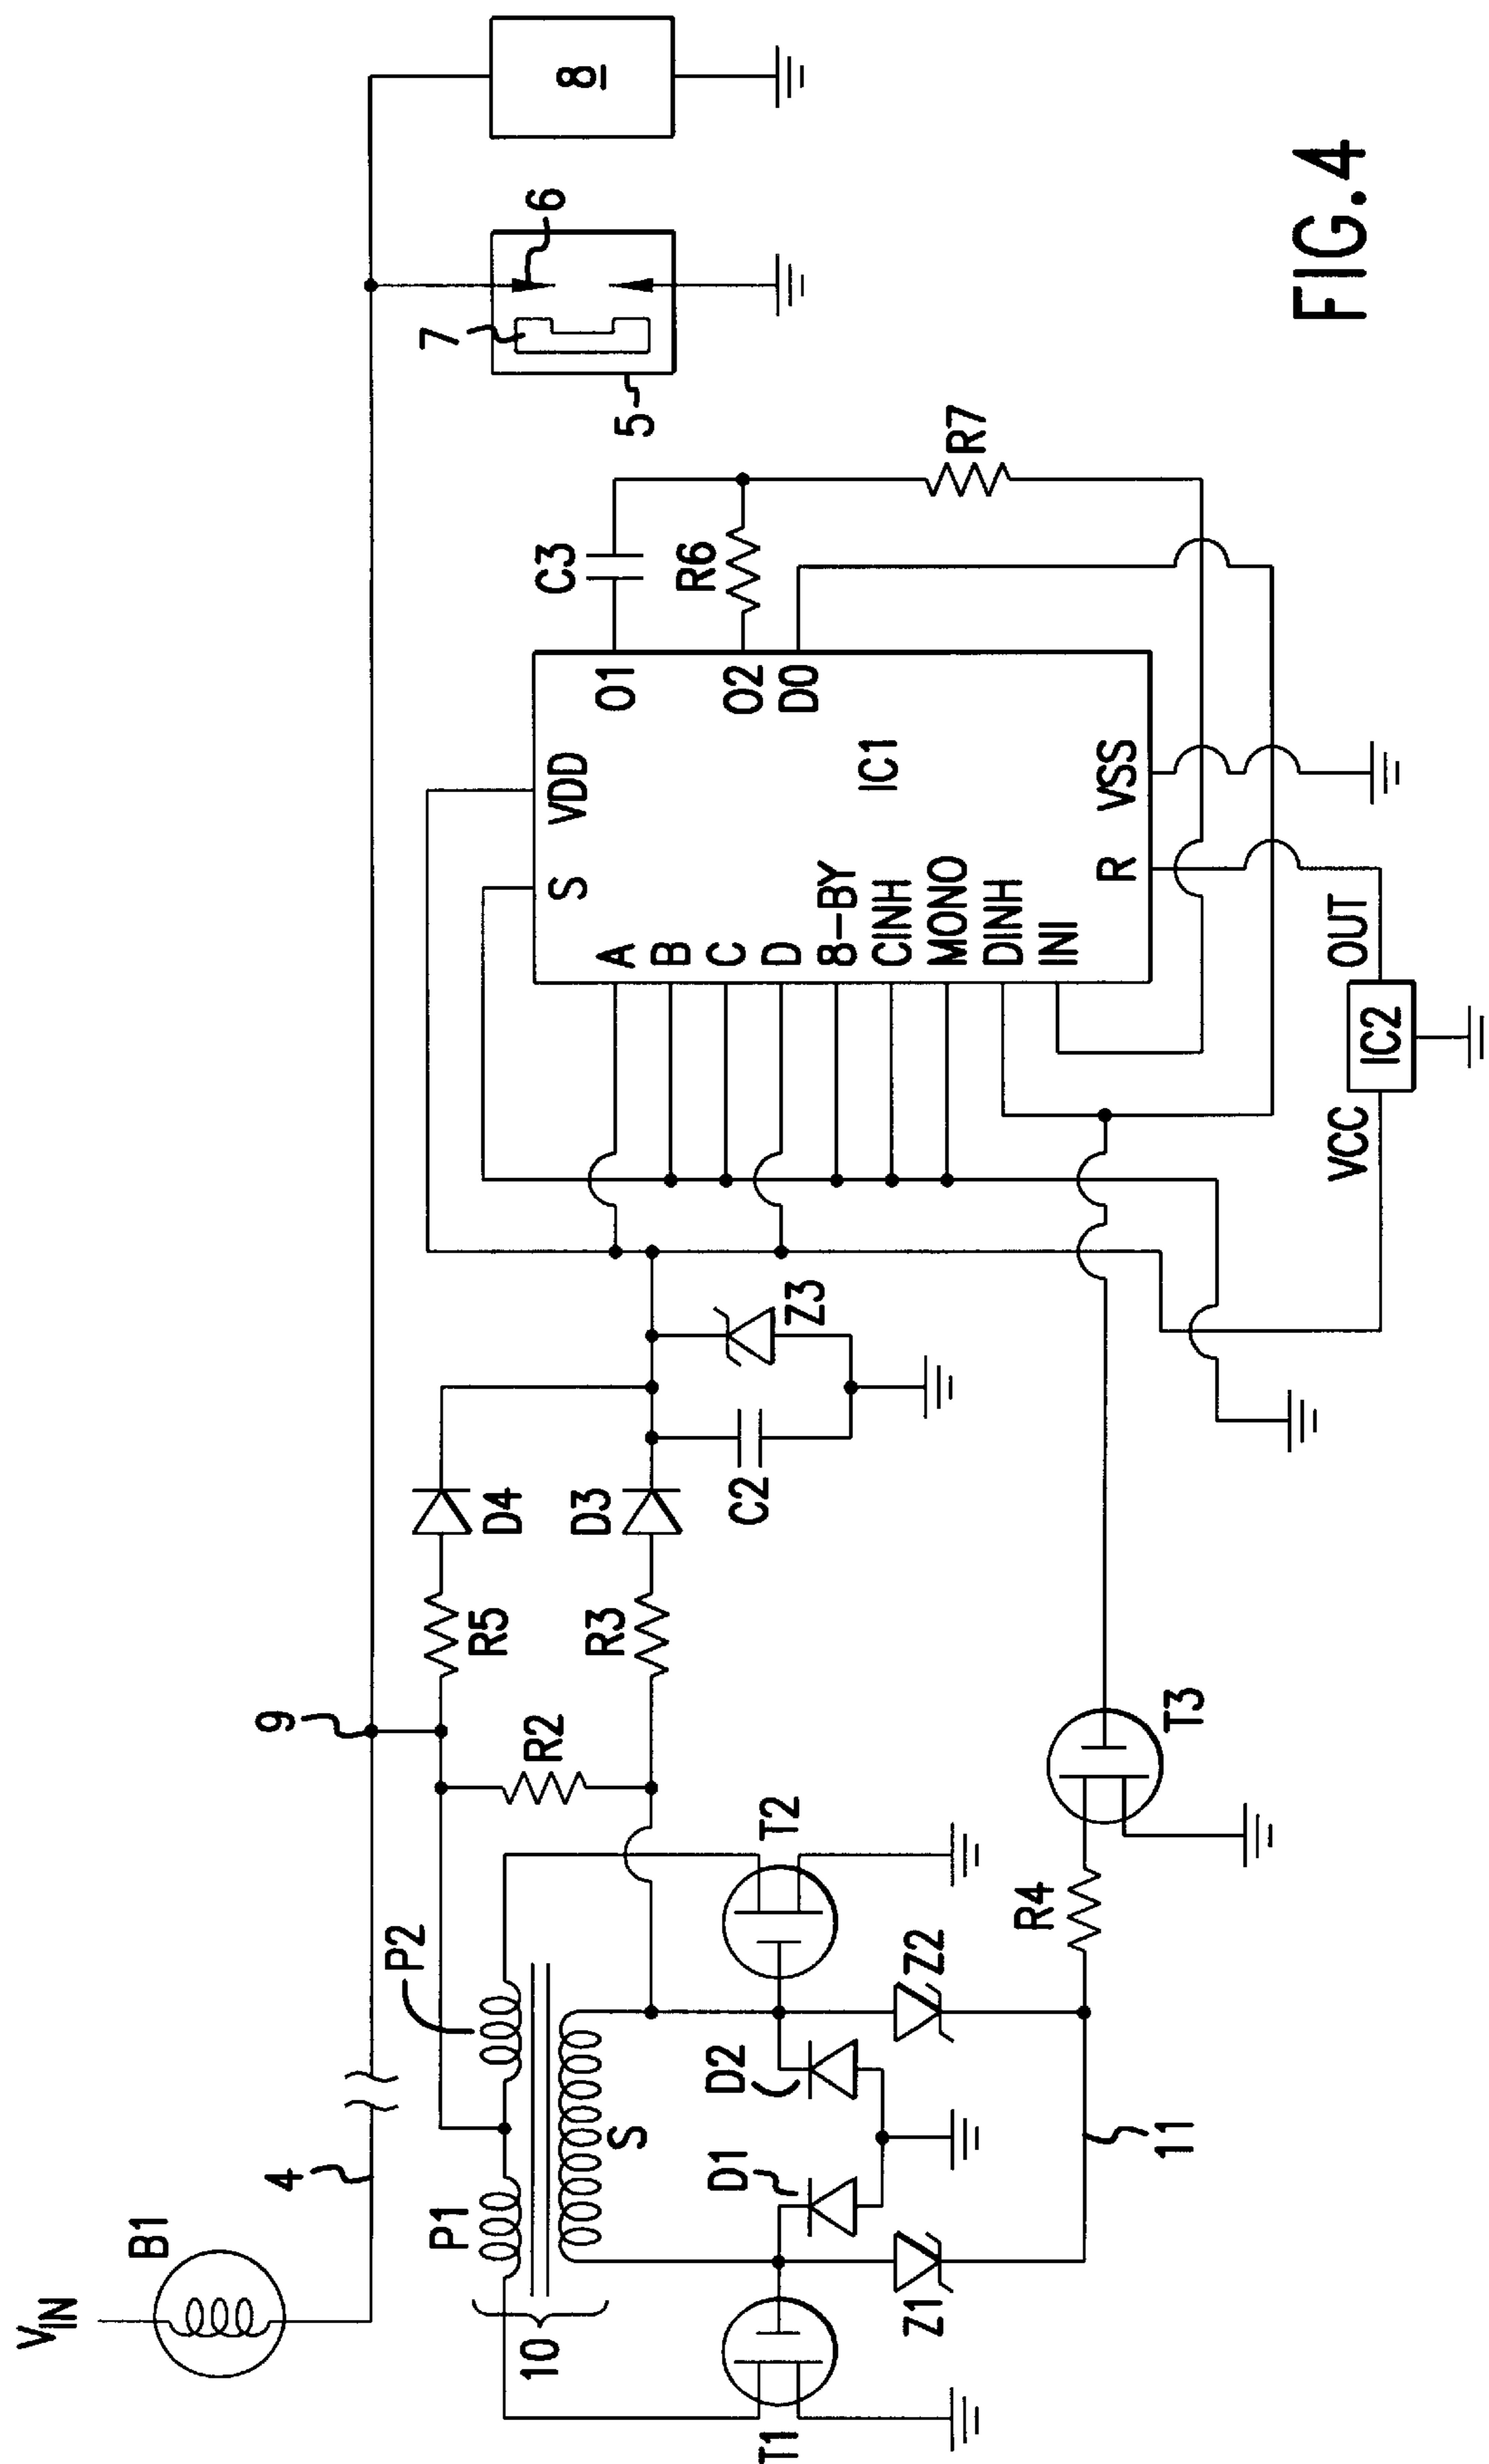 V_IN
B1
4
9
6
7
5
8
P1
P2
10
S
R2
R5
D4
R3
D3
C2
Z3
T1
T2
D1
D2
Z1
Z2
11
R4
T3
S
VDD
A
B
C
D
8-BY
CINH
MONO
DINH
INI
O1
O2
DO
IC1
R
VSS
C3
R6
R7
VCC
IC2
OUT
FIG.4